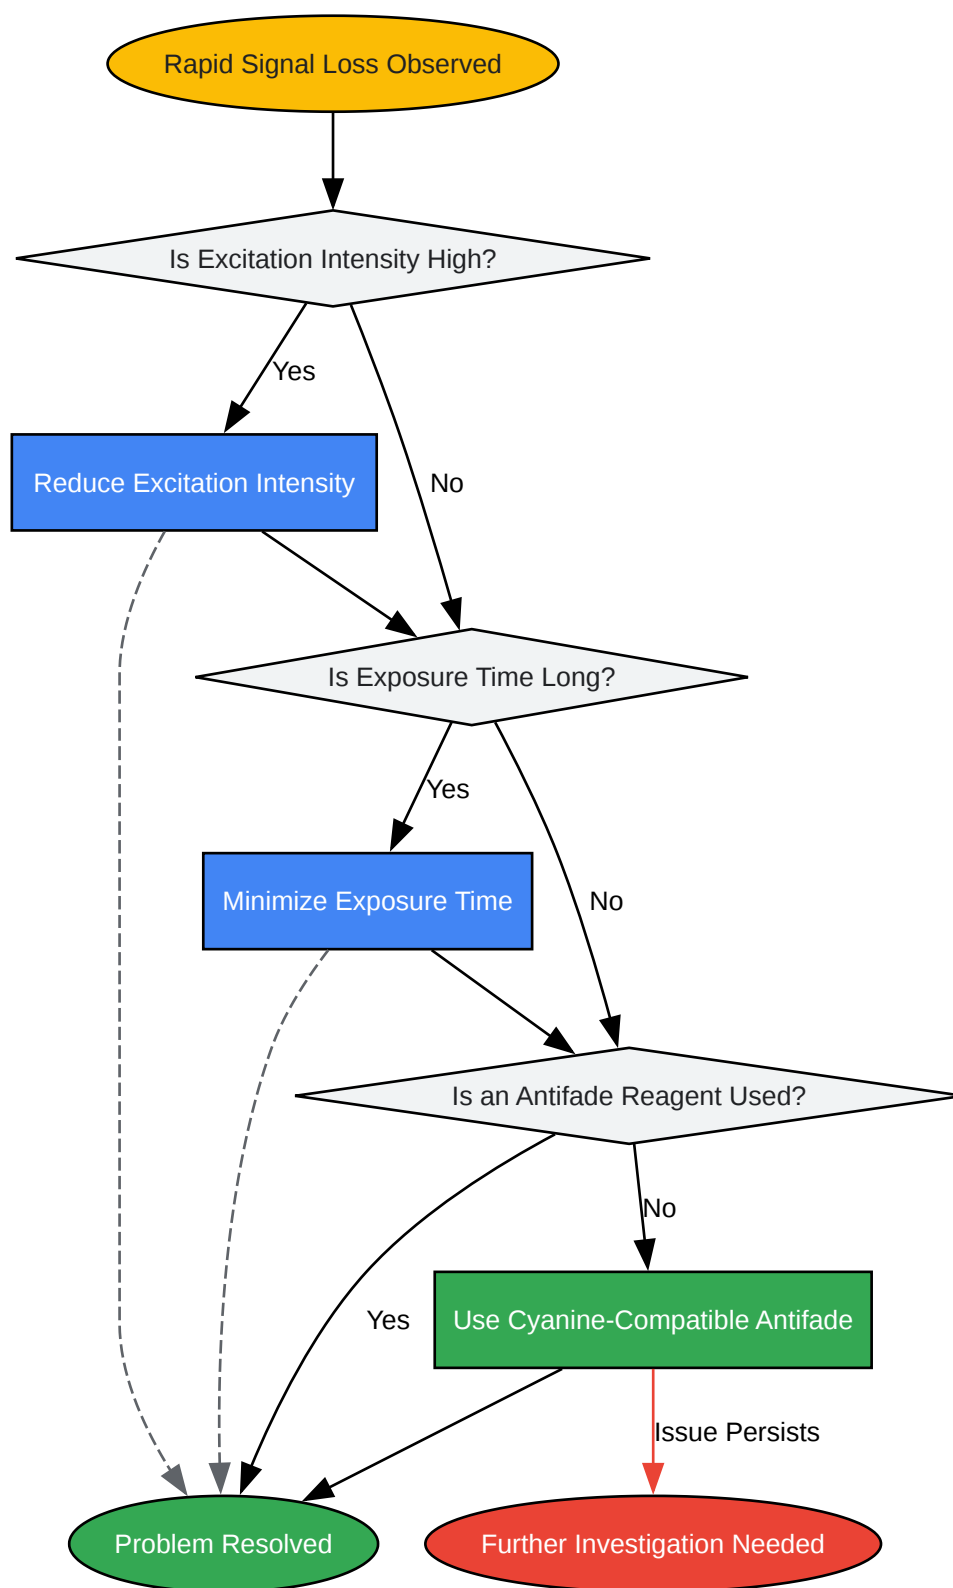 Rapid Signal Loss Observed
Is Excitation Intensity High?
Yes
Reduce Excitation Intensity
No
Is Exposure Time Long?
Yes
Minimize Exposure Time
No
Is an Antifade Reagent Used?
No
Yes
Use Cyanine-Compatible Antifade
Issue Persists
Problem Resolved
Further Investigation Needed